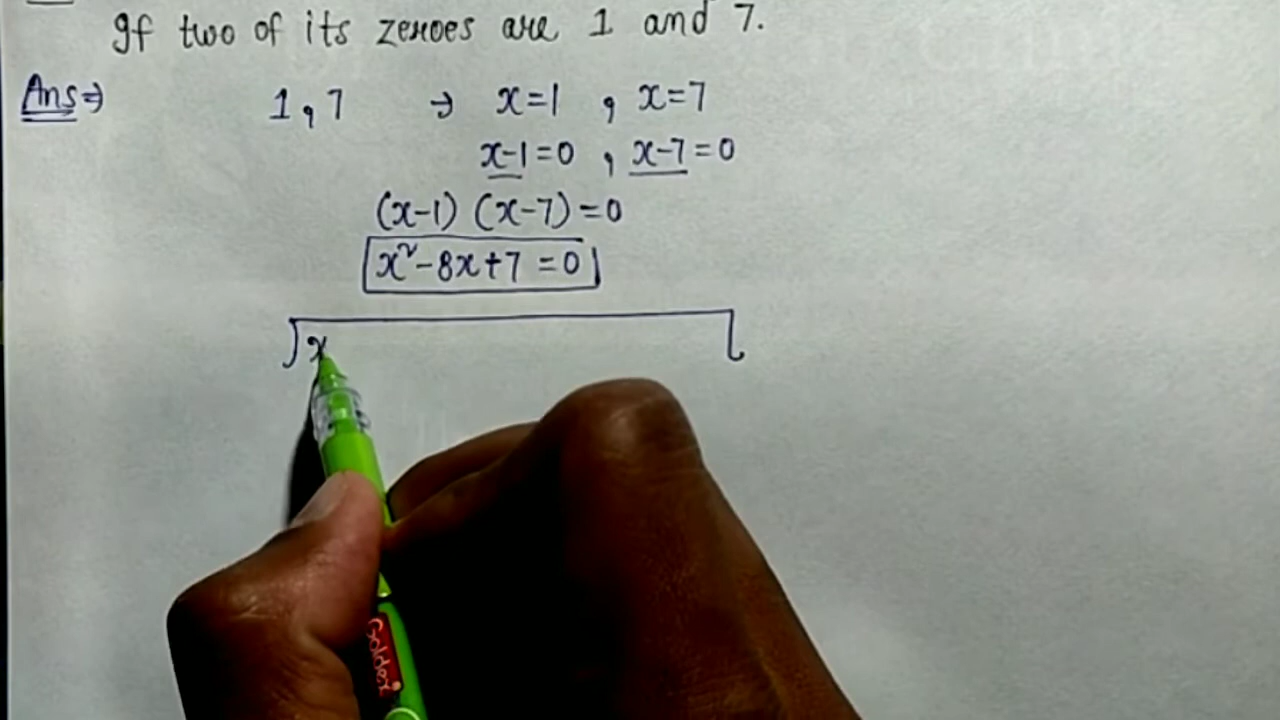 If two of its zeroes are 1 and 7.
Ans⇒ 1, 7 → x=1 , x=7
x-1=0 , x-7=0
(x-1) (x-7) =0
x²-8x+7 =0
x
Goldex